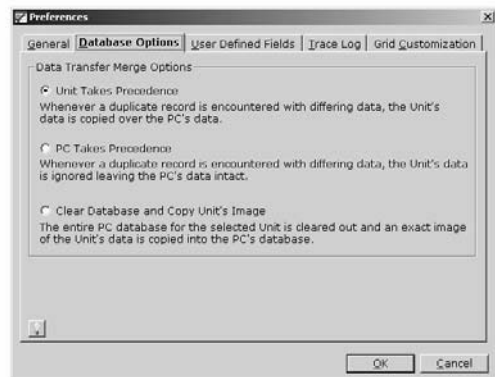 Preferences
General Database Options User Defined Fields Trace Log Grid Customization
Data Transfer Merge Options
Unit Takes Precedence
Whenever a duplicate record is encountered with differing data, the Unit's
data is copied over the PC's data.
PC Takes Precedence
Whenever a duplicate record is encountered with differing data, the Unit's data
is ignored leaving the PC's data intact.
Clear Database and Copy Unit's Image
The entire PC database for the selected Unit is cleared out and an exact image
of the Unit's data is copied into the PC's database.
OK Cancel